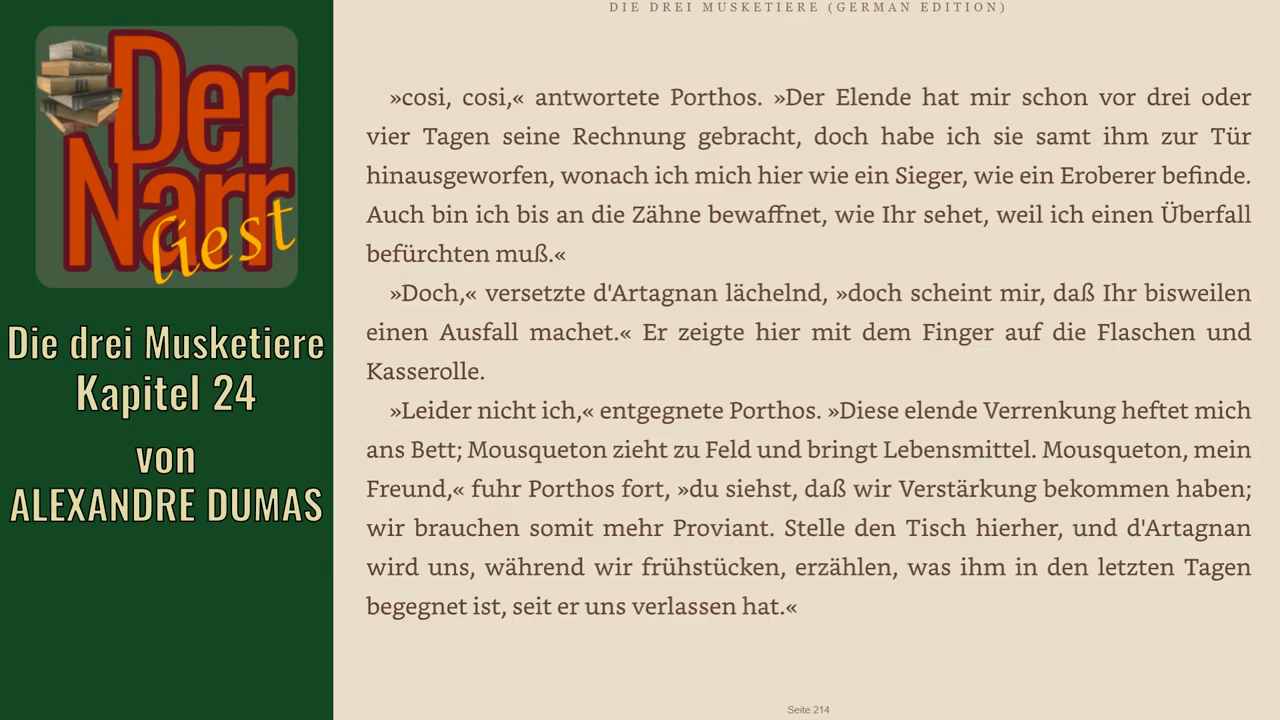 Der
Narr
liest
Die drei Musketiere
Kapitel 24
von
ALEXANDRE DUMAS
DIE DREI MUSKETIERE (GERMAN EDITION)
»cosi, cosi,« antwortete Porthos. »Der Elende hat mir schon vor drei oder
vier Tagen seine Rechnung gebracht, doch habe ich sie samt ihm zur Tür
hinausgeworfen, wonach ich mich hier wie ein Sieger, wie ein Eroberer befinde.
Auch bin ich bis an die Zähne bewaffnet, wie Ihr sehet, weil ich einen Überfall
befürchten muß.«
»Doch,« versetzte d'Artagnan lächelnd, »doch scheint mir, daß Ihr bisweilen
einen Ausfall machet.« Er zeigte hier mit dem Finger auf die Flaschen und
Kasserolle.
»Leider nicht ich,« entgegnete Porthos. »Diese elende Verrenkung heftet mich
ans Bett; Mousqueton zieht zu Feld und bringt Lebensmittel. Mousqueton, mein
Freund,« fuhr Porthos fort, »du siehst, daß wir Verstärkung bekommen haben;
wir brauchen somit mehr Proviant. Stelle den Tisch hierher, und d'Artagnan
wird uns, während wir frühstücken, erzählen, was ihm in den letzten Tagen
begegnet ist, seit er uns verlassen hat.«
Seite 214